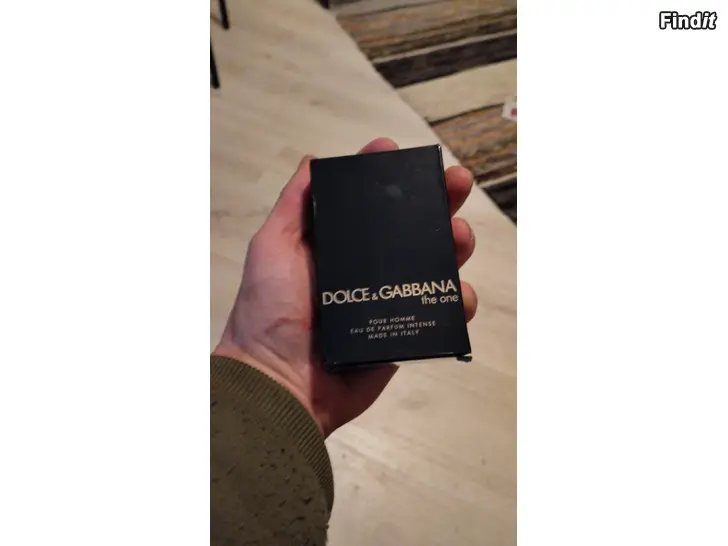 Findit
DOLCE & GABBANA
the one
POUR HOMME
EAU DE PARFUM INTENSE
MADE IN ITALY